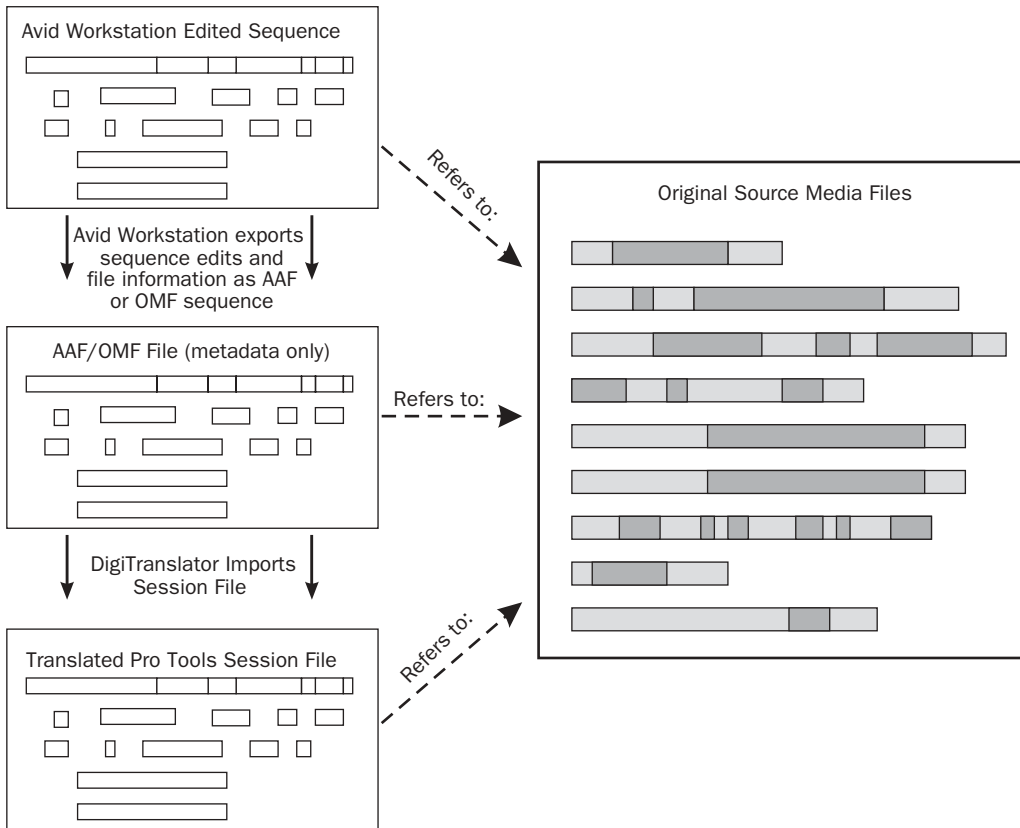 Avid Workstation Edited Sequence
Refers to:
Avid Workstation exports
sequence edits and
file information as AAF
or OMF sequence
Original Source Media Files
AAF/OMF File (metadata only)
Refers to:
DigiTranslator Imports
Session File
Refers to:
Translated Pro Tools Session File